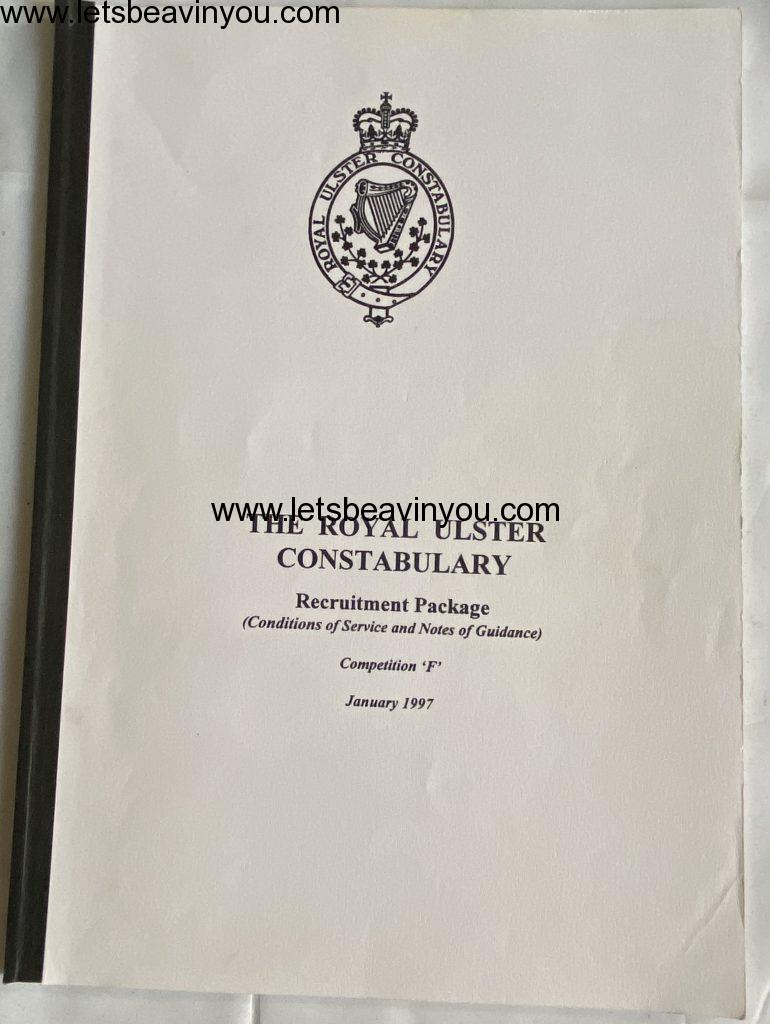 www.letsbeavinyou.com
ROYAL ULSTER CONSTABULARY
www.letsbeavinyou.com
THE ROYAL ULSTER
CONSTABULARY
Recruitment Package
(Conditions of Service and Notes of Guidance)
Competition ‘F’
January 1997